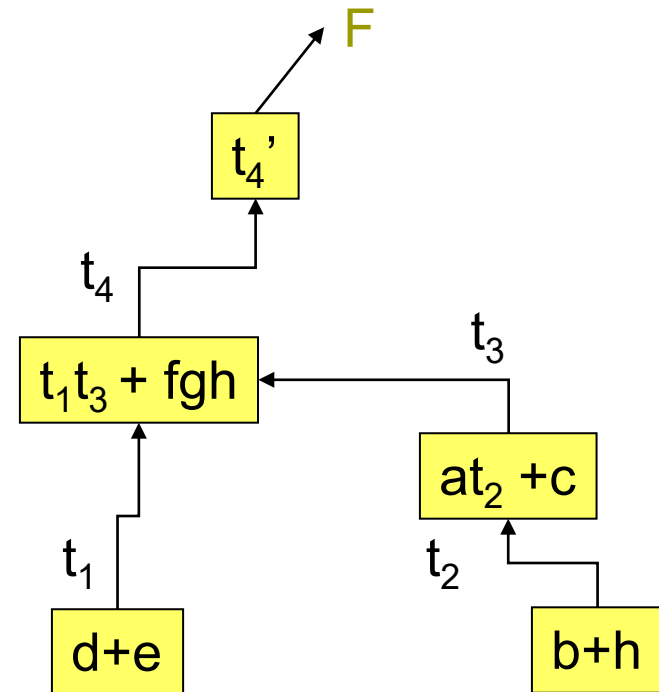 F
t₄’
t₄
t₃
t₁t₃ + fgh
at₂ +c
t₁
t₂
d+e
b+h